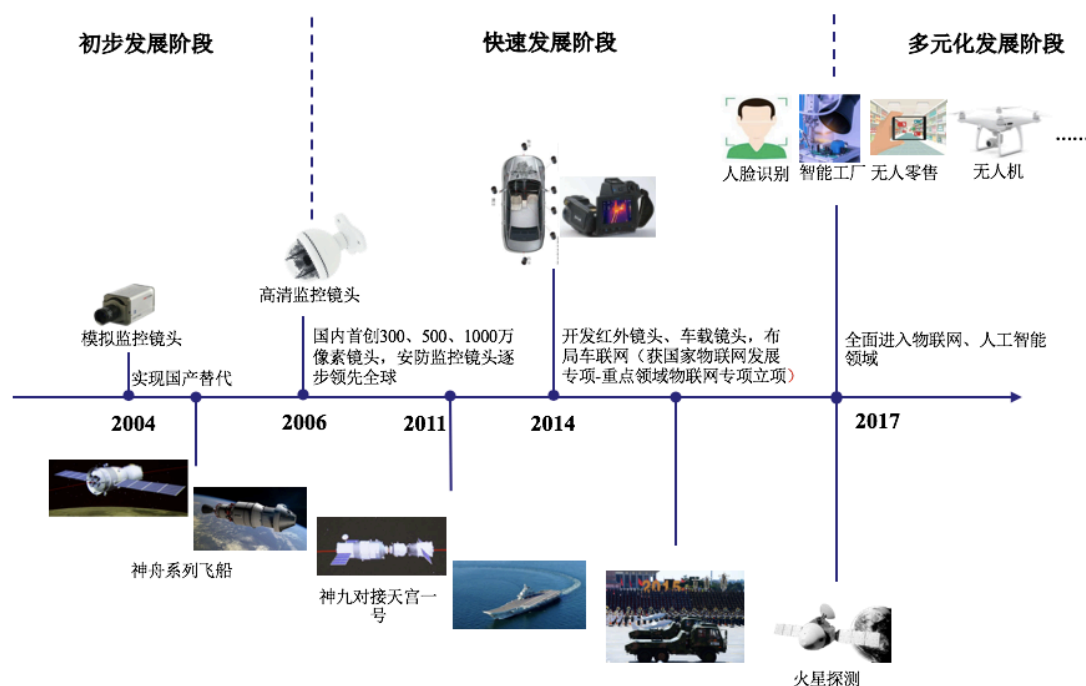 初步发展阶段
快速发展阶段
多元化发展阶段
人脸识别
智能工厂
无人零售
无人机
······
模拟监控镜头
实现国产替代
高清监控镜头
国内首创300、500、1000万
像素镜头，安防监控镜头逐
步领先全球
开发红外镜头、车载镜头，布
局车联网（获国家物联网发展
专项-重点领域物联网专项立项）
全面进入物联网、人工智能
领域
2004
2006
2011
2014
2017
神舟系列飞船
神九对接天宫一
号
2015
火星探测